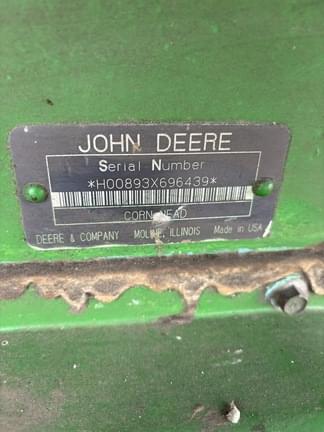 JOHN DEERE
Serial Number
*H00893X696439*
CORN HEAD
DEERE & COMPANY MOLINE, ILLINOIS Made in USA